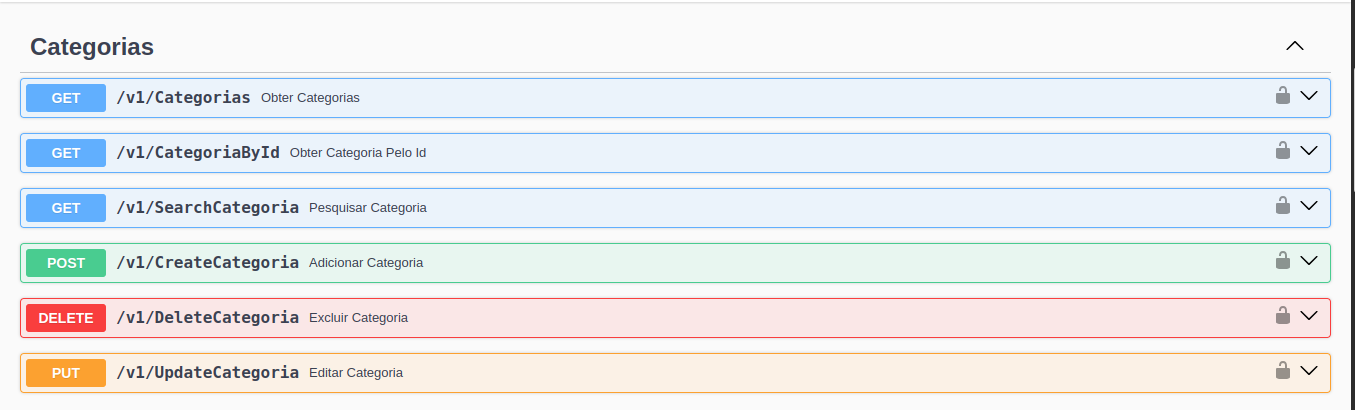 Categorias
GET /v1/Categorias Obter Categorias
GET /v1/CategoriaById Obter Categoria Pelo Id
GET /v1/SearchCategoria Pesquisar Categoria
POST /v1/CreateCategoria Adicionar Categoria
DELETE /v1/DeleteCategoria Excluir Categoria
PUT /v1/UpdateCategoria Editar Categoria